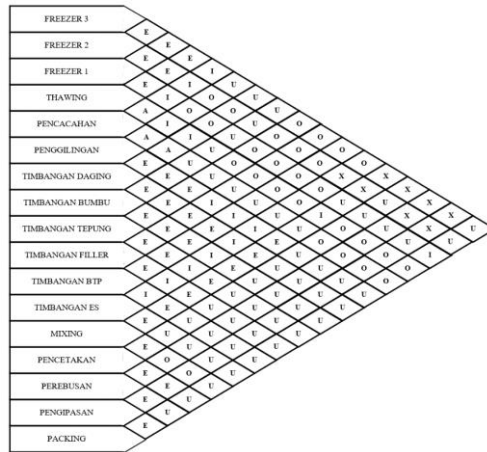 FREEZER 3
E
FREEZER 2 E
E E
FREEZER 1 E I
E I U
THAWING I O U
A O O U
PENCACAHAN I O U O
A I U O O
PENGGILINGAN A U O O O
E U O O O O
TIMBANGAN DAGING E U O O X X
E E U O O X X
TIMBANGAN BUMBU E I U O U U X
E E I U I U X X
TIMBANGAN TEPUNG E E I U O U X U
E E I E O O U U
TIMBANGAN FILLER E I E U O O I
E I E U U O O
TIMBANGAN BTP I E U U U O
I E U U U U
TIMBANGAN ES E U U U U
E U U U U
MIXING U U U U
E U U U
PENCETAKAN O U U
E O U
PEREBUSAN E U
E U
PENGIPASAN U
E
PACKING